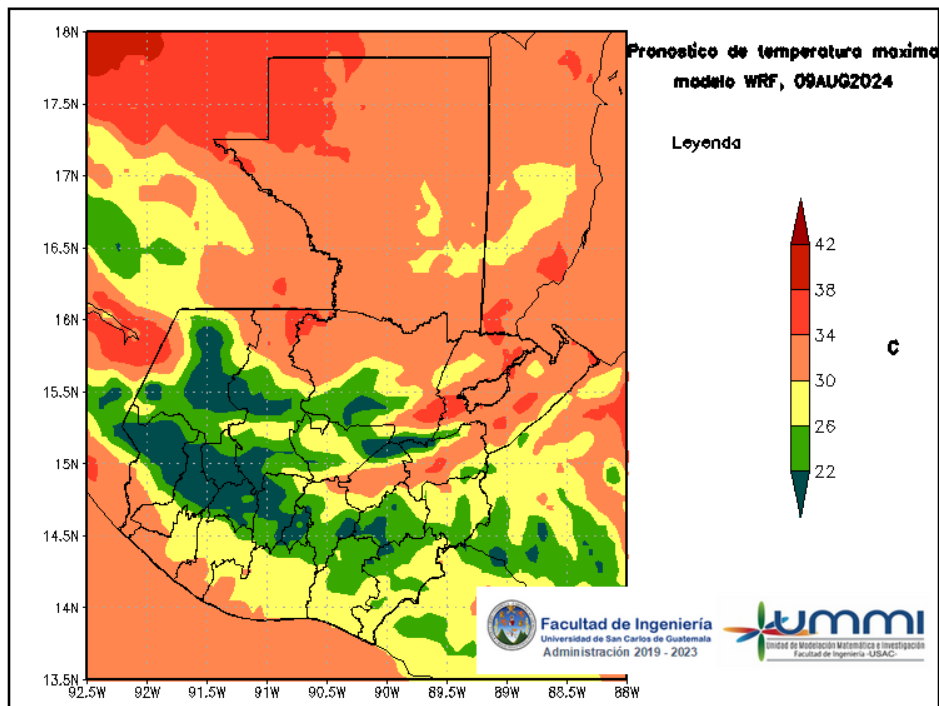 Pronostico de temperatura maxima
modelo WRF, 09AUG2024
Leyenda
42
38
34
30
26
22
C
18N
17.5N
17N
16.5N
16N
15.5N
15N
14.5N
14N
13.5N
92.5W 92W 91.5W 91W 90.5W 90W 89.5W 89W 88.5W 88W
Facultad de Ingeniería
Universidad de San Carlos de Guatemala
Administración 2019 - 2023
ummi
Unidad de Modelación Matemática e Investigación
Facultad de Ingeniería -USAC-